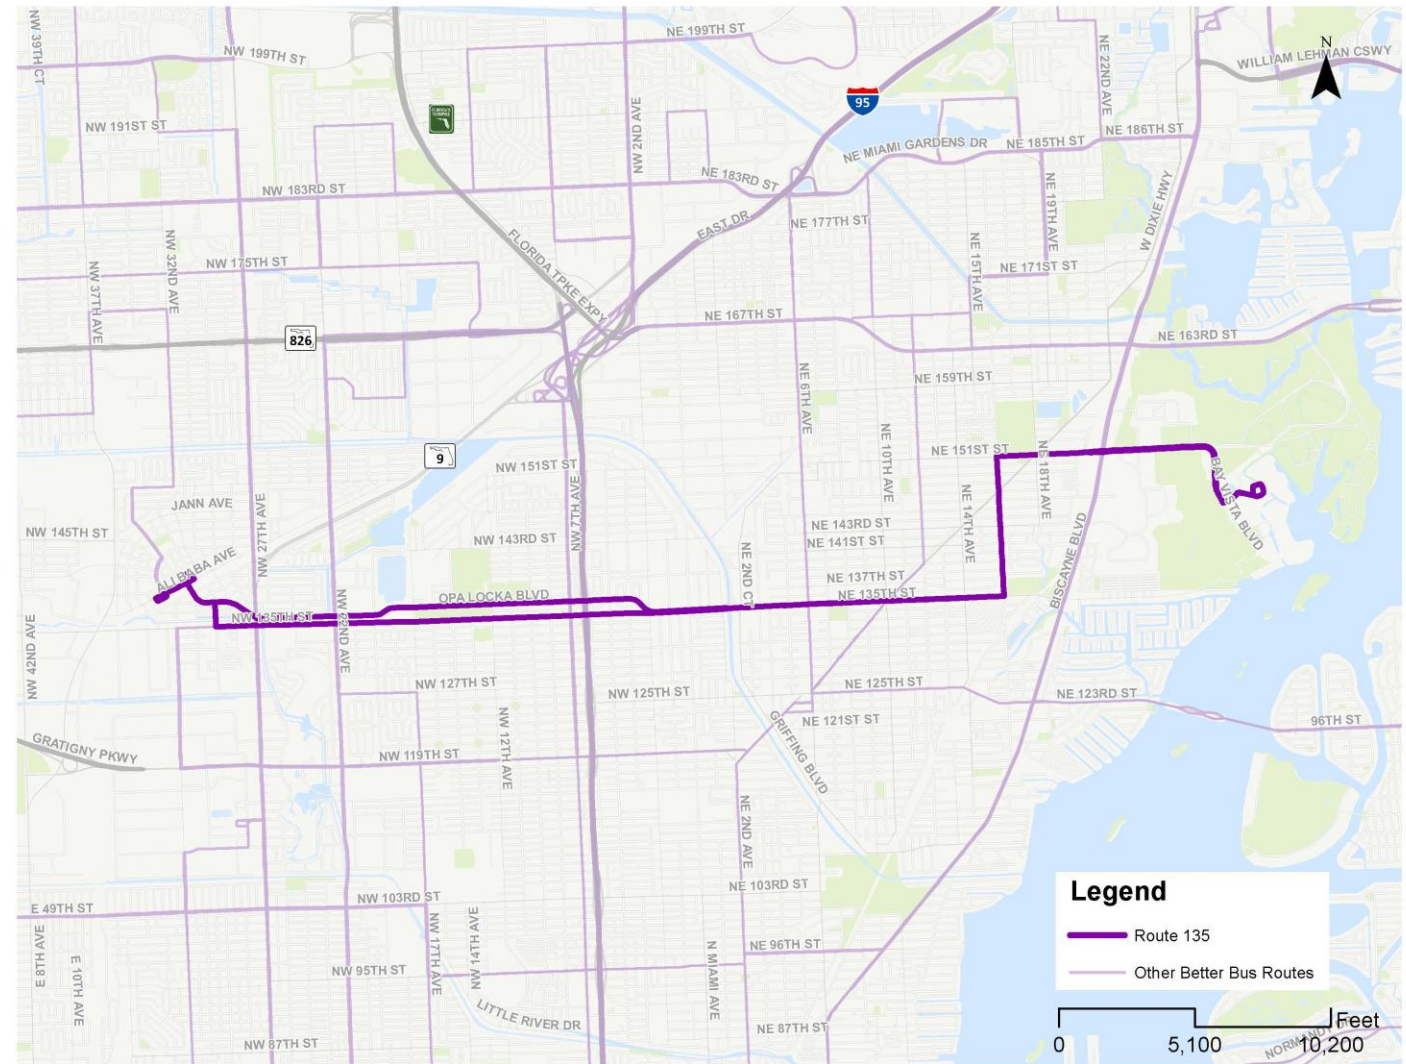 NW 39TH CT
NW 199TH ST
NE 199TH ST
NW 2ND AVE
95
NE 22ND AVE
N
WILLIAM LEHMAN CSWY
NW 191ST ST
NE MIAMI GARDENS DR
NE 185TH ST
NE 186TH ST
NW 183RD ST
NE 183RD ST
NE 19TH AVE
W DIXIE HWY
EAST DR
NE 177TH ST
NW 37TH AVE
NW 32ND AVE
NW 175TH ST
FLORIDA TPKE EXPY
NE 15TH AVE
NE 171ST ST
826
NE 167TH ST
NE 163RD ST
NE 6TH AVE
NE 159TH ST
NE 10TH AVE
9
NW 151ST ST
NW 7TH AVE
NE 151ST ST
NE 18TH AVE
BAY VISTA BLVD
JANN AVE
NW 27TH AVE
NE 14TH AVE
NW 145TH ST
NW 143RD ST
NE 143RD ST
NE 141ST ST
NE 2ND CT
BISCAYNE BLVD
ALI BABA AVE
NE 137TH ST
OPA LOCKA BLVD
NE 135TH ST
NW 135TH ST
NW 22ND AVE
NW 42ND AVE
NW 127TH ST
NW 125TH ST
NE 125TH ST
NE 123RD ST
NW 12TH AVE
NE 121ST ST
96TH ST
GRIFFING BLVD
GRATIGNY PKWY
NW 119TH ST
NE 2ND AVE
NE 103RD ST
NW 103RD ST
E 49TH ST
E 8TH AVE
E 10TH AVE
NW 17TH AVE
NW 14TH AVE
N MIAMI AVE
NE 96TH ST
NW 95TH ST
LITTLE RIVER DR
NE 87TH ST
NW 87TH ST
Legend
Route 135
Other Better Bus Routes
Feet
0 5,100 10,200